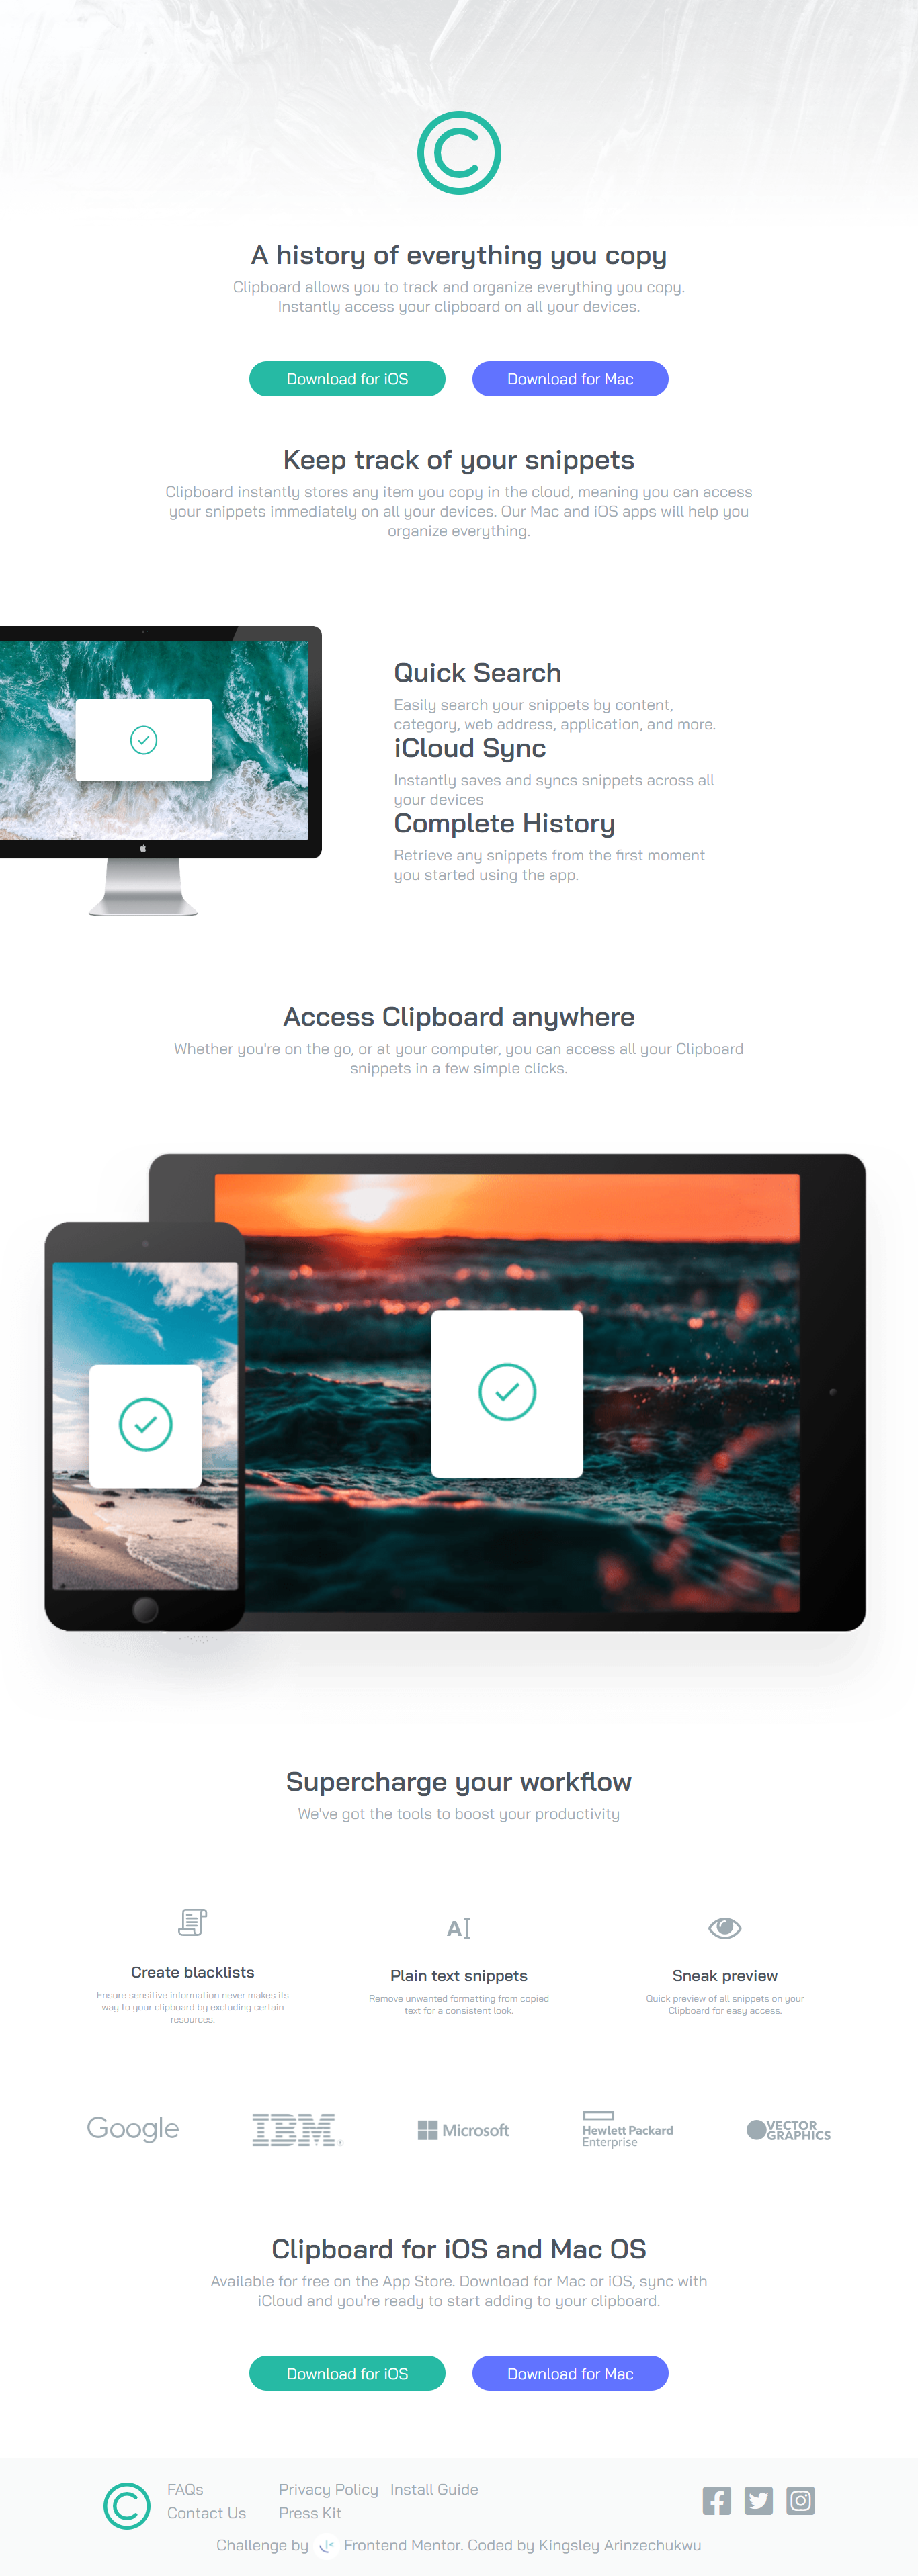 A history of everything you copy
Clipboard allows you to track and organize everything you copy.
Instantly access your clipboard on all your devices.
Download for iOS
Download for Mac
Keep track of your snippets
Clipboard instantly stores any item you copy in the cloud, meaning you can access
your snippets immediately on all your devices. Our Mac and iOS apps will help you
organize everything.
Quick Search
Easily search your snippets by content,
category, web address, application, and more.
iCloud Sync
Instantly saves and syncs snippets across all
your devices
Complete History
Retrieve any snippets from the first moment
you started using the app.
Access Clipboard anywhere
Whether you're on the go, or at your computer, you can access all your Clipboard
snippets in a few simple clicks.
Supercharge your workflow
We've got the tools to boost your productivity
Create blacklists
Ensure sensitive information never makes its
way to your clipboard by excluding certain
resources.
Plain text snippets
Remove unwanted formatting from copied
text for a consistent look.
Sneak preview
Quick preview of all snippets on your
Clipboard for easy access.
Google
IBM
Microsoft
Hewlett Packard
Enterprise
VECTOR
GRAPHICS
Clipboard for iOS and Mac OS
Available for free on the App Store. Download for Mac or iOS, sync with
iCloud and you're ready to start adding to your clipboard.
Download for iOS
Download for Mac
FAQs
Contact Us
Privacy Policy
Press Kit
Install Guide
Challenge by Frontend Mentor. Coded by Kingsley Arinzechukwu